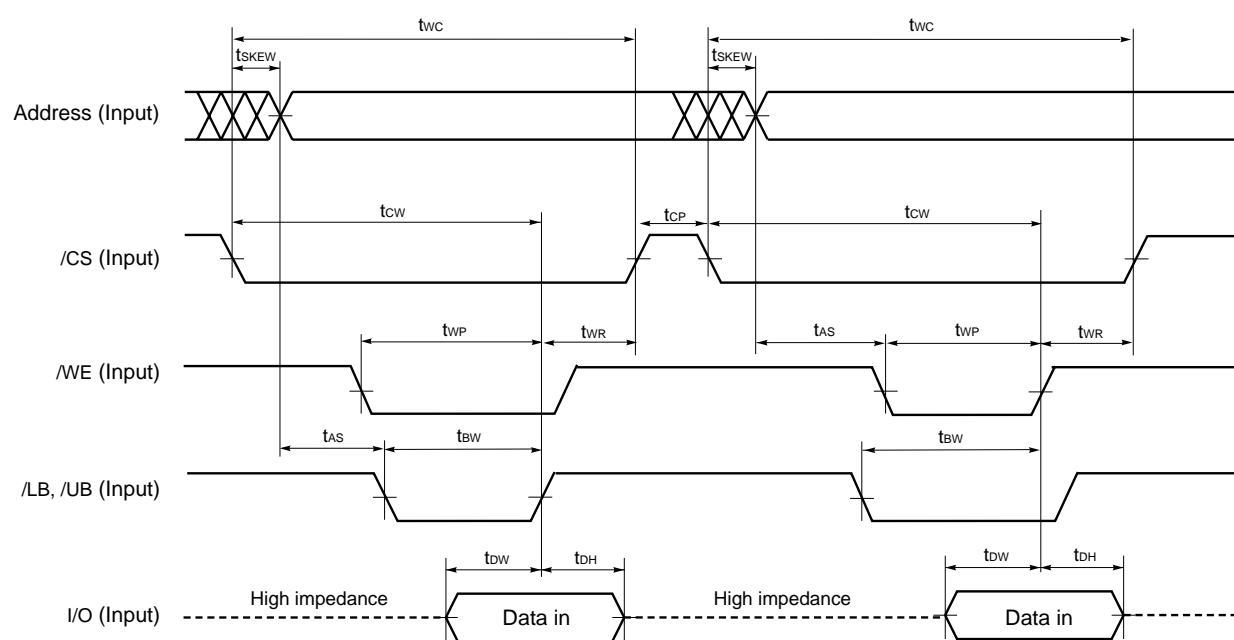 tWC tWC
tSKEW tSKEW
Address (Input)
tCW tCP tCW
/CS (Input)
tWP tWR tAS tWP tWR
/WE (Input)
tAS tBW tBW
/LB, /UB (Input)
tDW tDH tDW tDH
High impedance High impedance
I/O (Input) Data in Data in